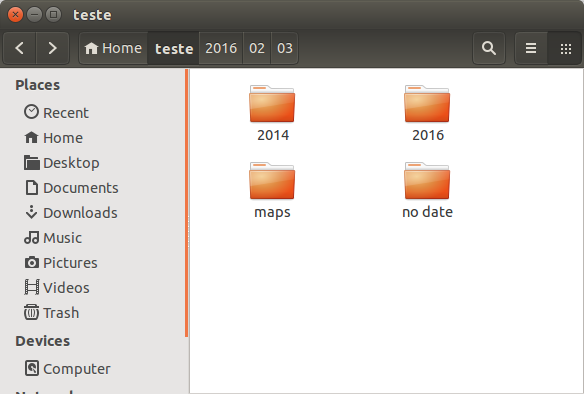 teste
Home teste 2016 02 03
Places
Recent
Home
Desktop
Documents
Downloads
Music
Pictures
Videos
Trash
Devices
Computer
2014 2016
maps no date